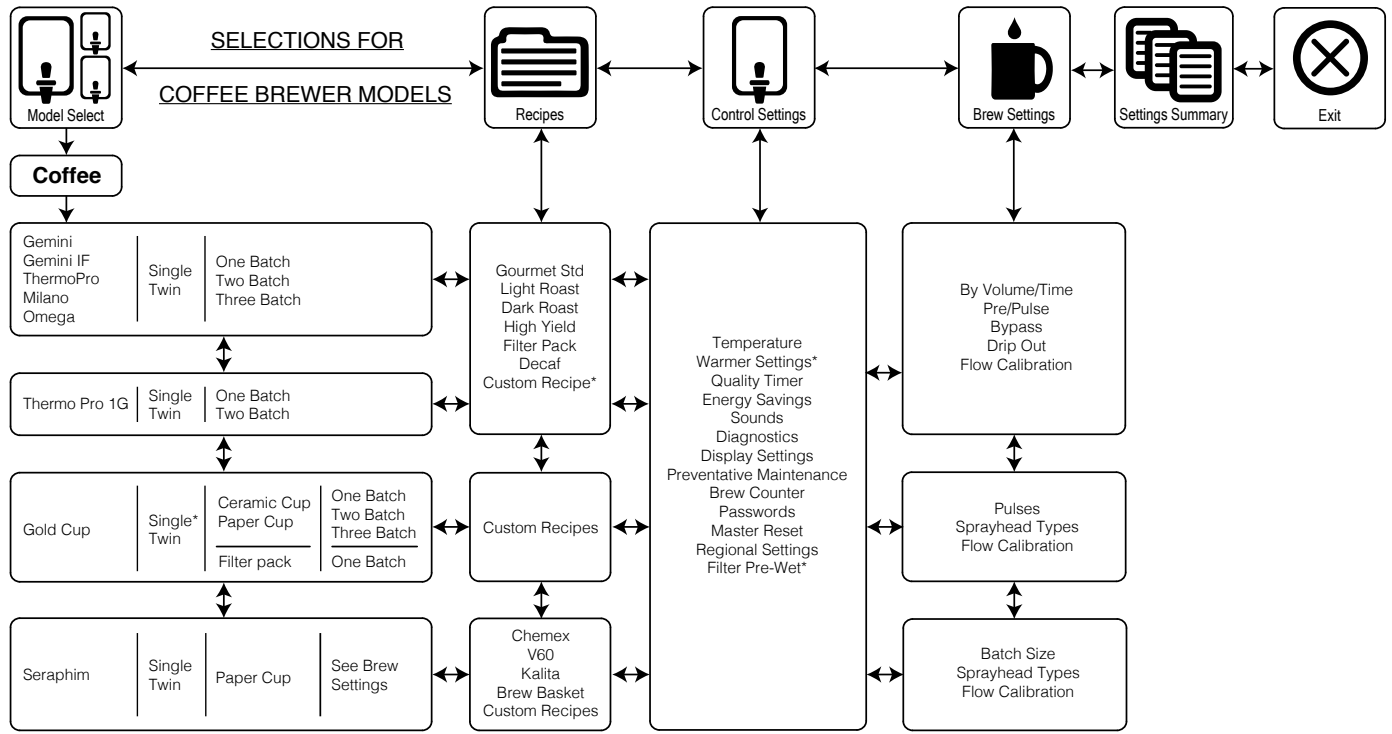 SELECTIONS FOR
COFFEE BREWER MODELS
Model Select
Recipes
Control Settings
Brew Settings
Settings Summary
Exit
Coffee
Gemini
Gemini IF
ThermoPro
Milano
Omega
Single
Twin
One Batch
Two Batch
Three Batch
Thermo Pro 1G
Single
Twin
One Batch
Two Batch
Gold Cup
Single*
Twin
Ceramic Cup
Paper Cup
Filter pack
One Batch
Two Batch
Three Batch
One Batch
Seraphim
Single
Twin
Paper Cup
See Brew
Settings
Gourmet Std
Light Roast
Dark Roast
High Yield
Filter Pack
Decaf
Custom Recipe*
Custom Recipes
Chemex
V60
Kalita
Brew Basket
Custom Recipes
Temperature
Warmer Settings*
Quality Timer
Energy Savings
Sounds
Diagnostics
Display Settings
Preventative Maintenance
Brew Counter
Passwords
Master Reset
Regional Settings
Filter Pre-Wet*
By Volume/Time
Pre/Pulse
Bypass
Drip Out
Flow Calibration
Pulses
Sprayhead Types
Flow Calibration
Batch Size
Sprayhead Types
Flow Calibration